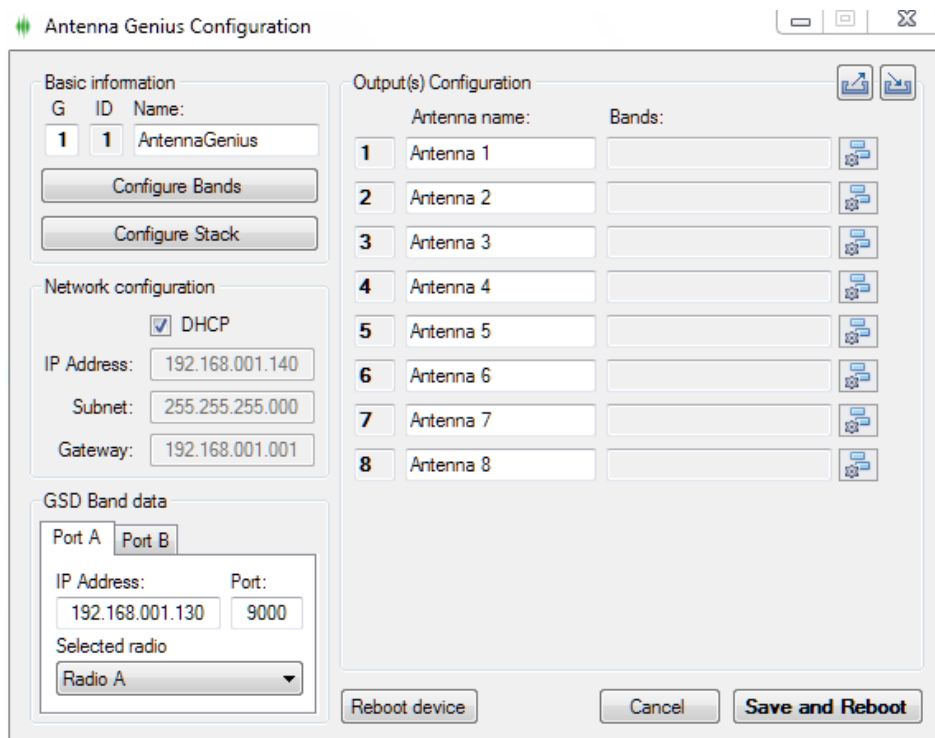 Antenna Genius Configuration
Basic information
G ID Name:
1 1 AntennaGenius
Configure Bands
Configure Stack
Network configuration
DHCP
IP Address: 192.168.001.140
Subnet: 255.255.255.000
Gateway: 192.168.001.001
GSD Band data
Port A Port B
IP Address: Port:
192.168.001.130 9000
Selected radio
Radio A
Output(s) Configuration
Antenna name: Bands:
1 Antenna 1
2 Antenna 2
3 Antenna 3
4 Antenna 4
5 Antenna 5
6 Antenna 6
7 Antenna 7
8 Antenna 8
Reboot device Cancel Save and Reboot